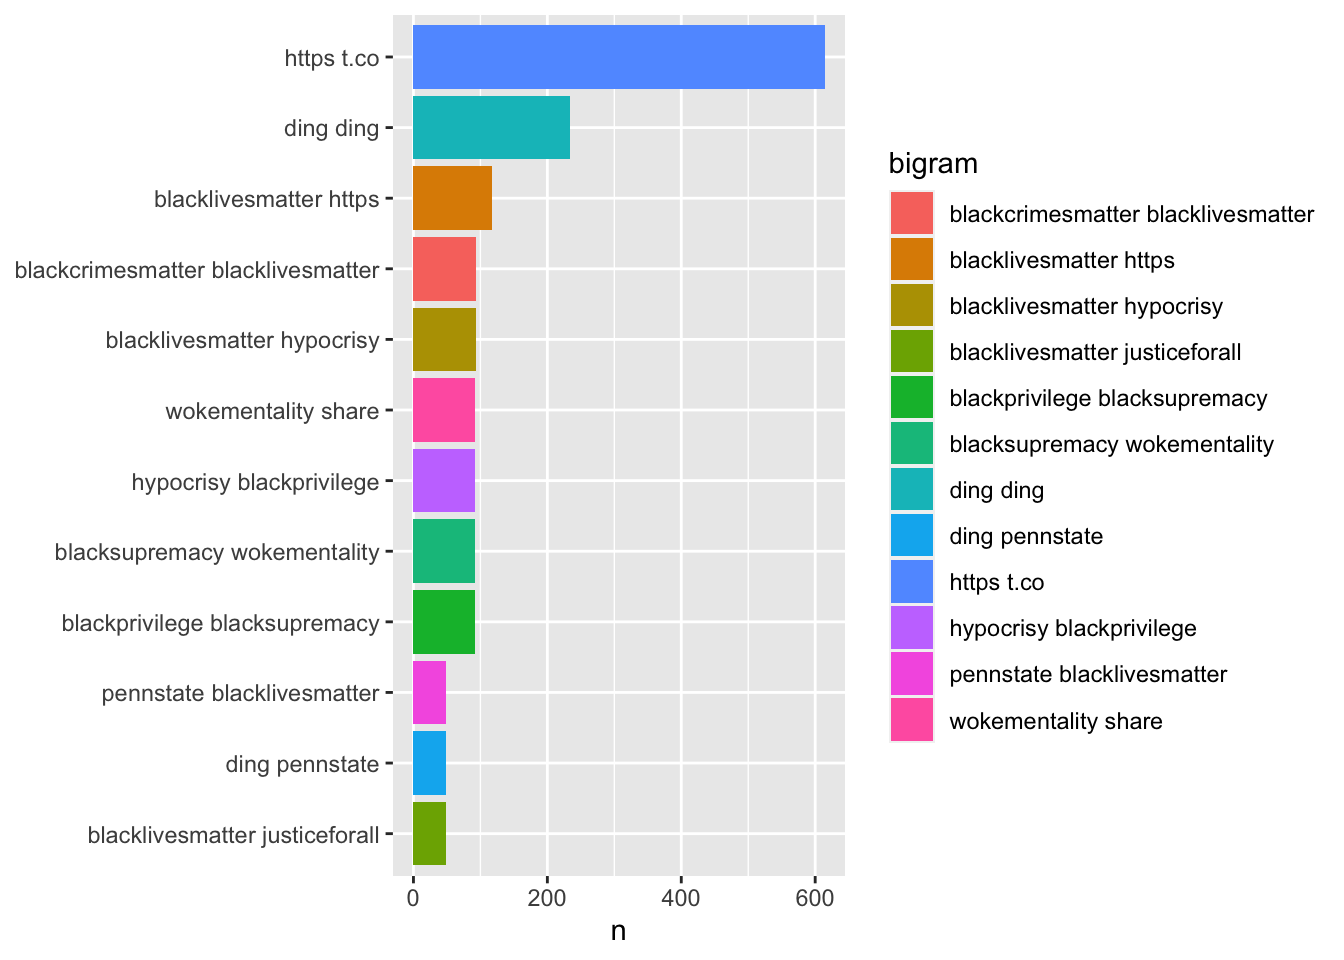 https t.co
ding ding
blacklivesmatter https
blackcrimesmatter blacklivesmatter
blacklivesmatter hypocrisy
wokementality share
hypocrisy blackprivilege
blacksupremacy wokementality
blackprivilege blacksupremacy
pennstate blacklivesmatter
ding pennstate
blacklivesmatter justiceforall
0 200 400 600
n
bigram
blackcrimesmatter blacklivesmatter
blacklivesmatter https
blacklivesmatter hypocrisy
blacklivesmatter justiceforall
blackprivilege blacksupremacy
blacksupremacy wokementality
ding ding
ding pennstate
https t.co
hypocrisy blackprivilege
pennstate blacklivesmatter
wokementality share